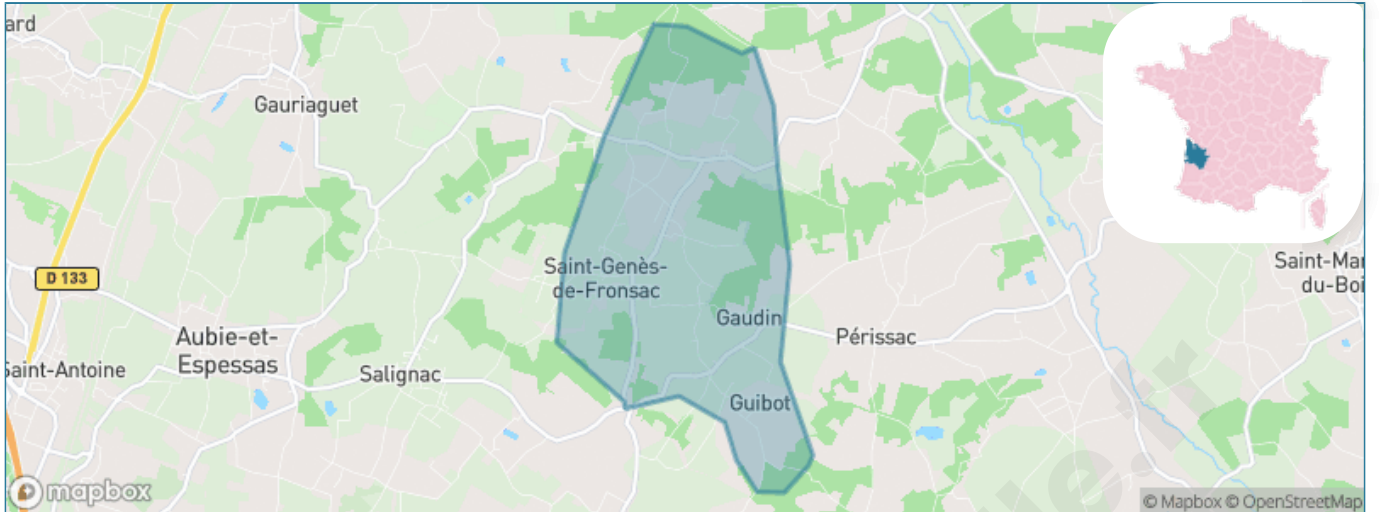 ard
Gauriaguet
Saint-Genès-
de-Fronsac
Saint-Mar
du-Boi
D 133
Gaudin
Aubie-et-
Espessas
Périssac
Saint-Antoine
Salignac
Guibot
mapbox
© Mapbox © OpenStreetMap